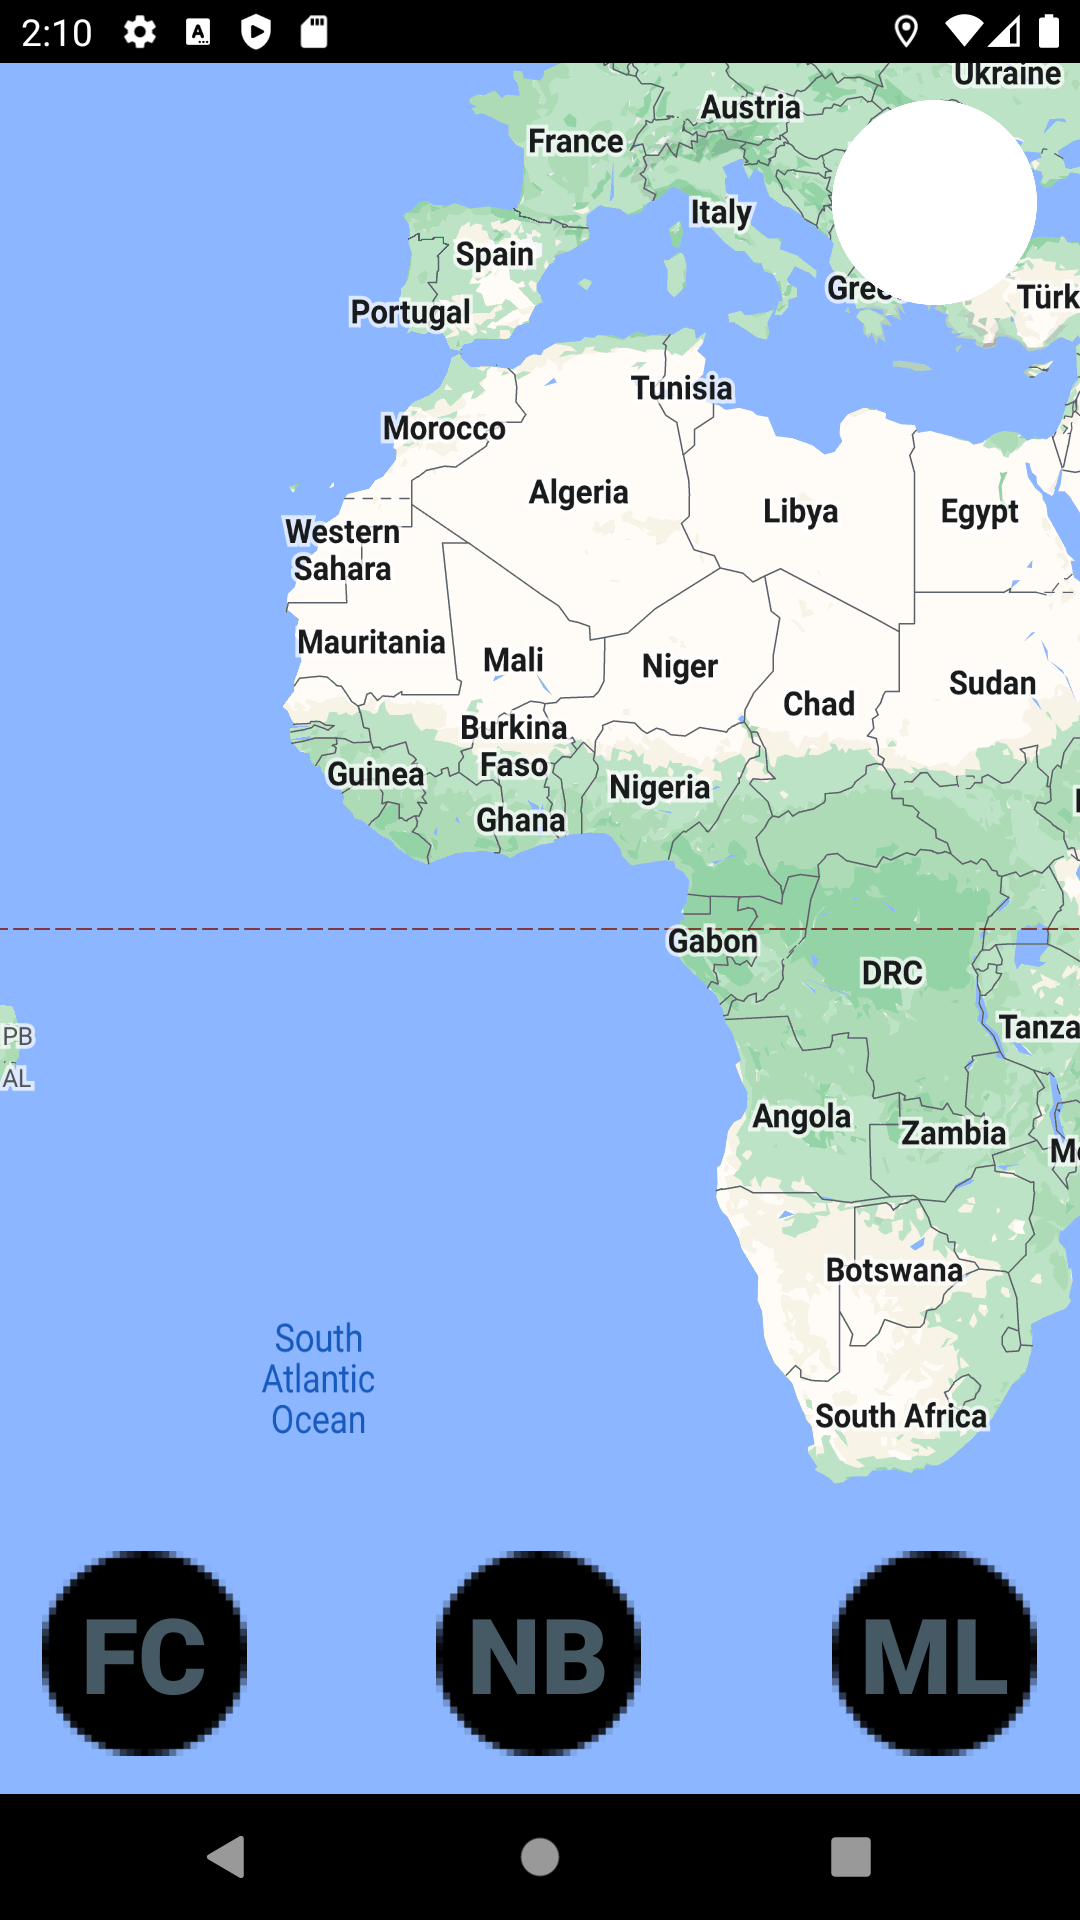 2:10
Ukraine
Austria
France
Italy
Spain
Portugal
Türk
Tunisia
Morocco
Algeria
Libya
Egypt
Western
Sahara
Mauritania
Mali
Niger
Sudan
Chad
Burkina
Faso
Guinea
Nigeria
Ghana
Gabon
DRC
Tanza
PB
AL
Angola
Zambia
Botswana
South
Atlantic
Ocean
South Africa
FC
NB
ML